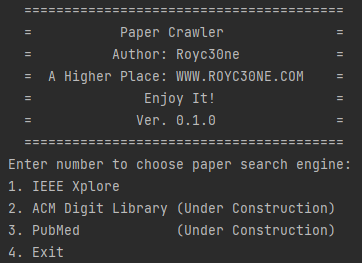 ========================================
= Paper Crawler =
= Author: Royc30ne =
= A Higher Place: WWW.ROYC30NE.COM =
= Enjoy It! =
= Ver. 0.1.0 =
========================================
Enter number to choose paper search engine:
1. IEEE Xplore
2. ACM Digit Library (Under Construction)
3. PubMed (Under Construction)
4. Exit